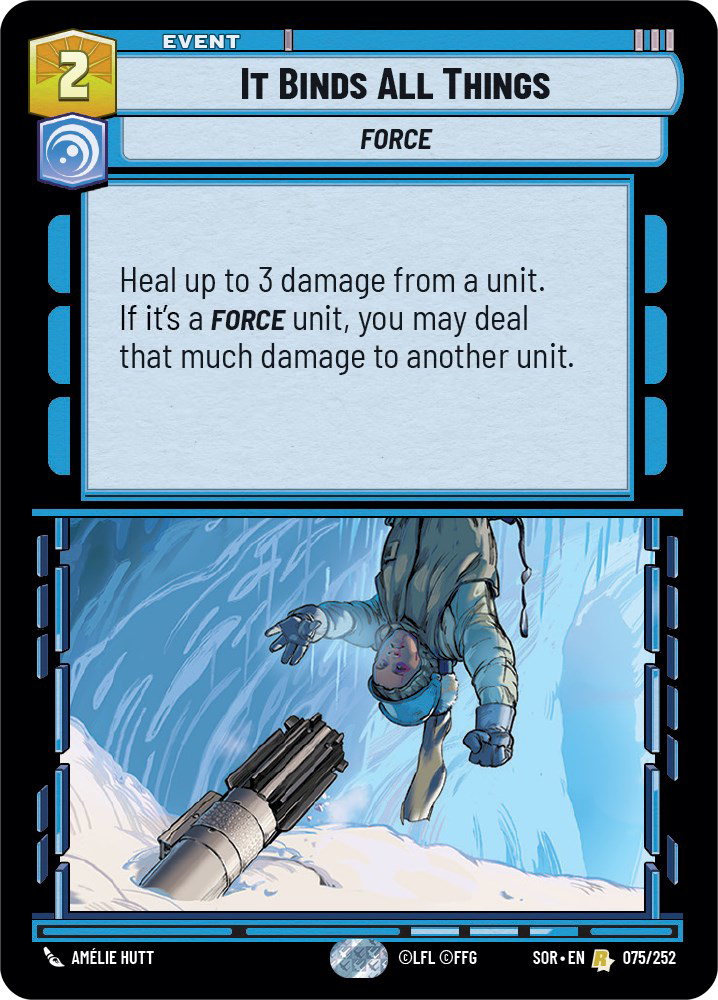 EVENT
2
IT BINDS ALL THINGS
FORCE
Heal up to 3 damage from a unit.
If it's a FORCE unit, you may deal
that much damage to another unit.
AMÉLIE HUTT
©LFL ©FFG
SOR • EN R 075/252